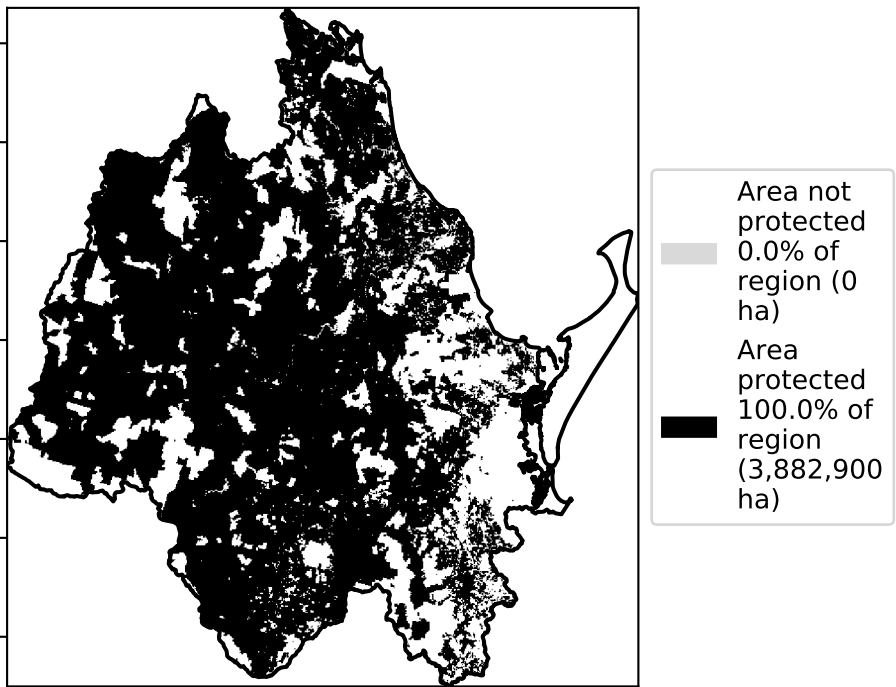 Area not
protected
0.0% of
region (0
ha)
Area
protected
100.0% of
region
(3,882,900
ha)